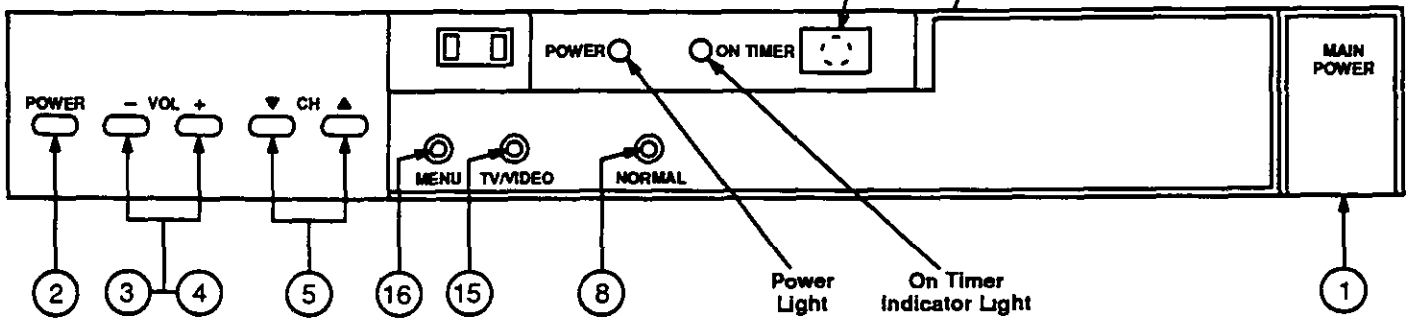 POWER ON TIMER MAIN
POWER
POWER − VOL + ▼ CH ▲
MENU TV/VIDEO NORMAL
2 3 4 5 16 15 8 Power
Light On Timer
Indicator Light 1